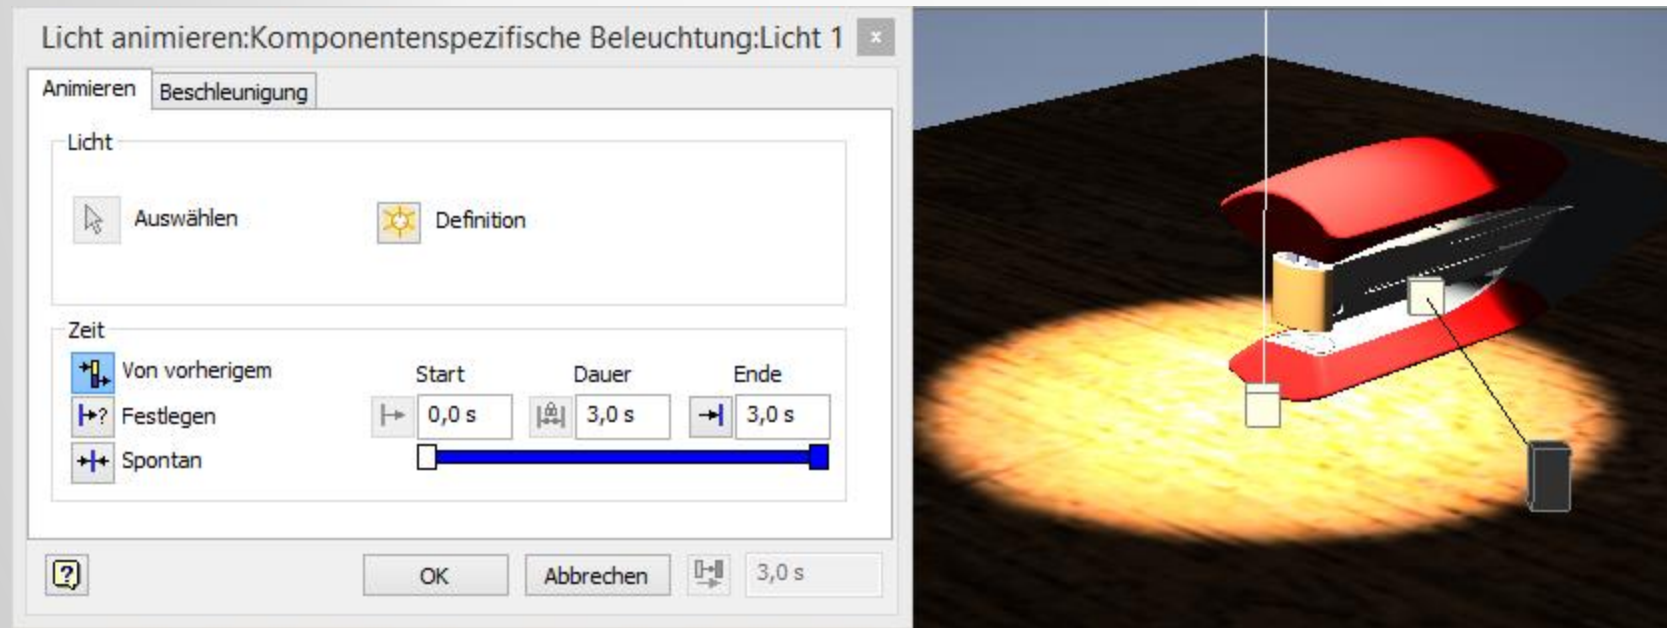 Licht animieren:Komponentenspezifische Beleuchtung:Licht 1 x
Animieren Beschleunigung
Licht
Auswählen Definition
Zeit
Von vorherigem
Start Dauer Ende
Festlegen 0,0 s 3,0 s 3,0 s
Spontan
? OK Abbrechen 3,0 s